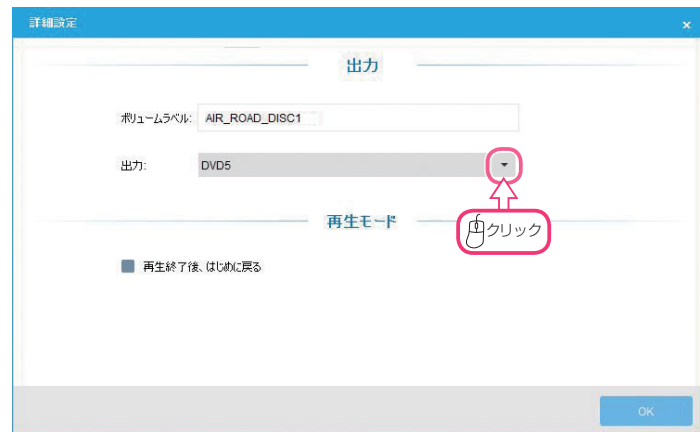 詳細設定
×
出力
ボリュームラベル: AIR_ROAD_DISC1
出力: DVD5
再生モード
クリック
再生終了後、はじめに戻る
OK